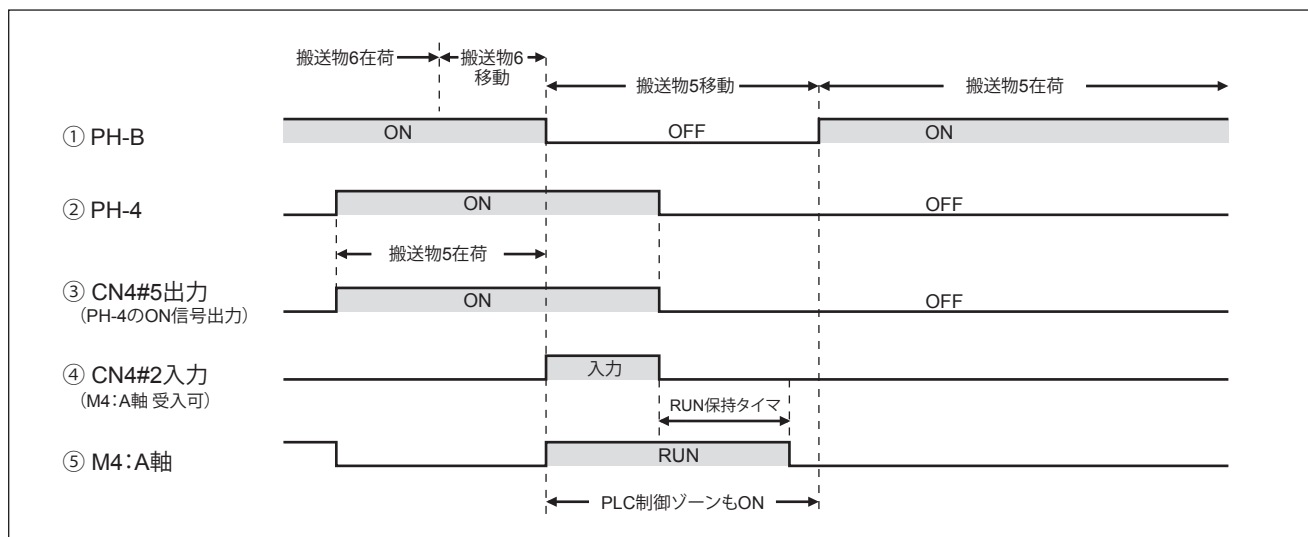 搬送物6在荷
搬送物6
移動
搬送物5移動
搬送物5在荷
① PH-B
ON
OFF
ON
② PH-4
ON
OFF
搬送物5在荷
③ CN4#5出力
（PH-4のON信号出力）
ON
OFF
④ CN4#2入力
（M4：A軸 受入可）
入力
RUN保持タイマ
⑤ M4：A軸
RUN
PLC制御ゾーンもON